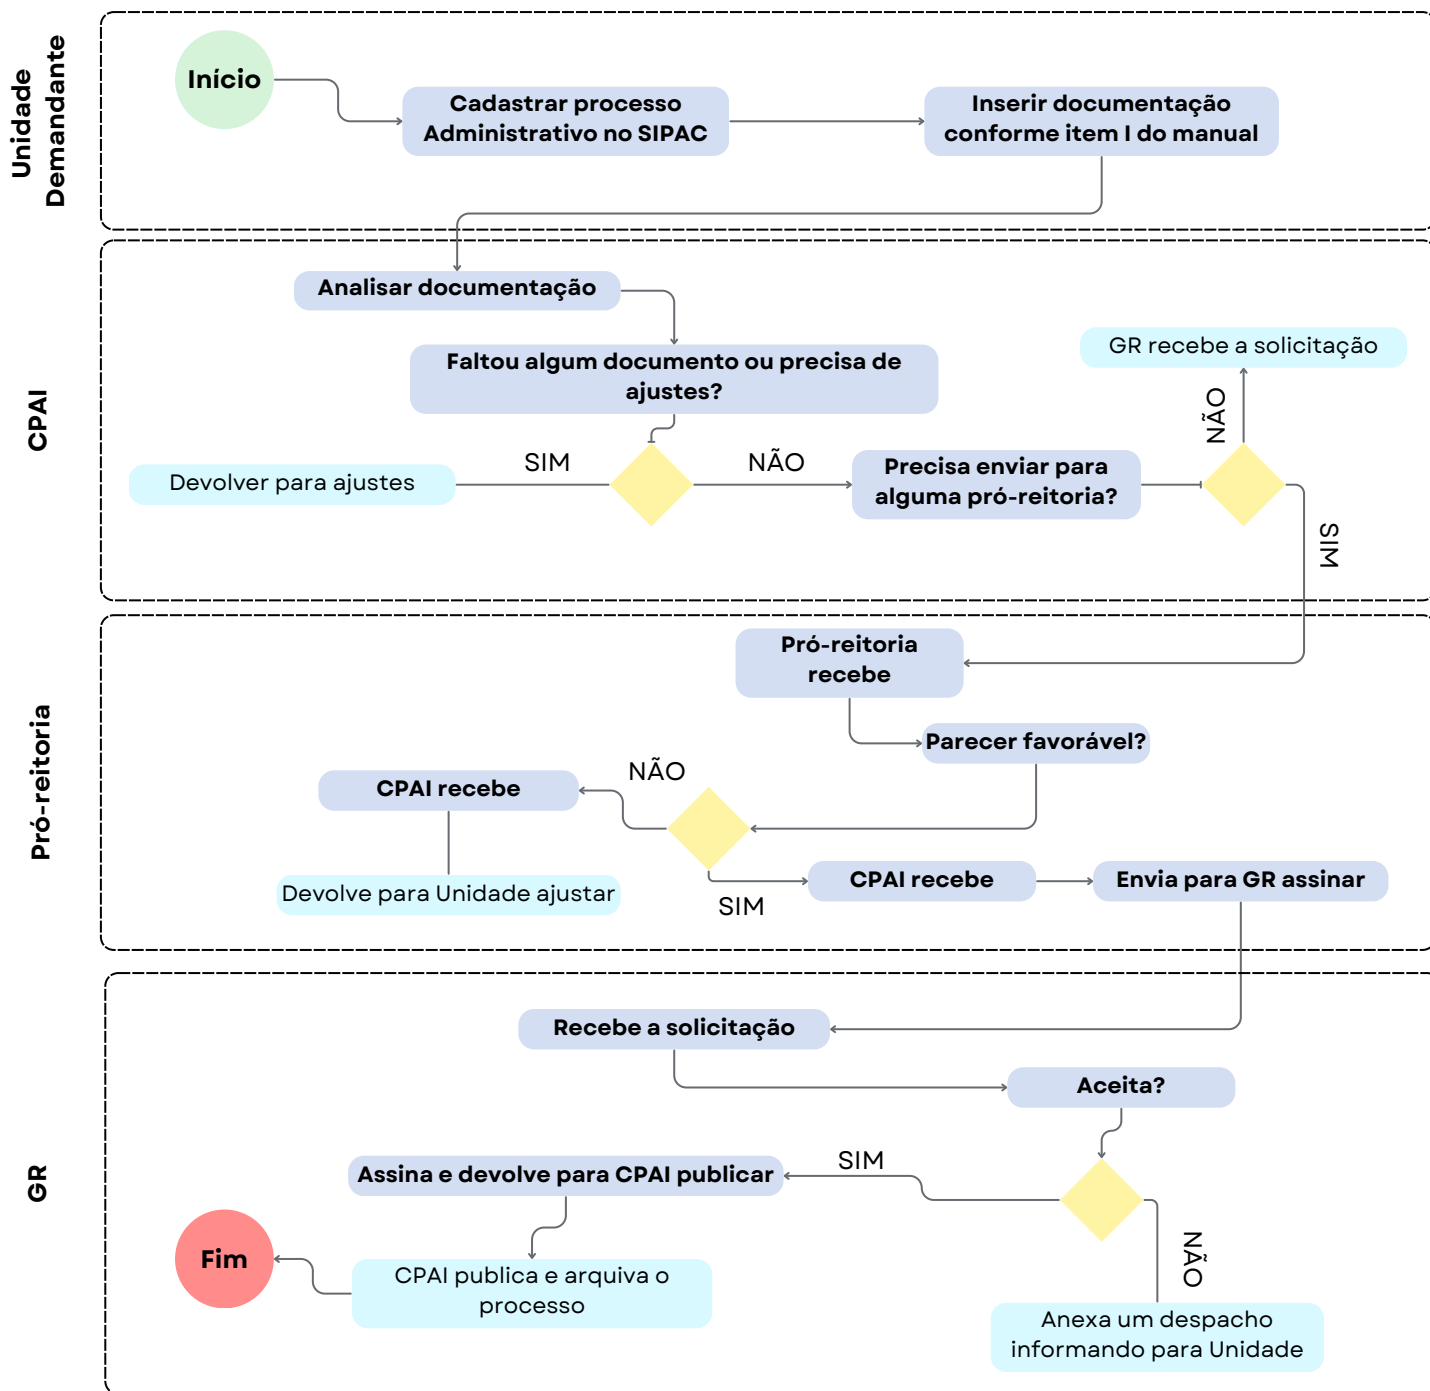 Unidade
Demandante
Início
Cadastrar processo
Administrativo no SIPAC
Inserir documentação
conforme item I do manual
CPAI
Analisar documentação
Faltou algum documento ou precisa de
ajustes?
GR recebe a solicitação
NÃO
Devolver para ajustes
SIM
NÃO
Precisa enviar para
alguma pró-reitoria?
SIM
Pró-reitoria
Pró-reitoria
recebe
Parecer favorável?
NÃO
CPAI recebe
Devolve para Unidade ajustar
SIM
CPAI recebe
Envia para GR assinar
GR
Recebe a solicitação
Aceita?
SIM
Assina e devolve para CPAI publicar
NÃO
Fim
CPAI publica e arquiva o
processo
Anexa um despacho
informando para Unidade